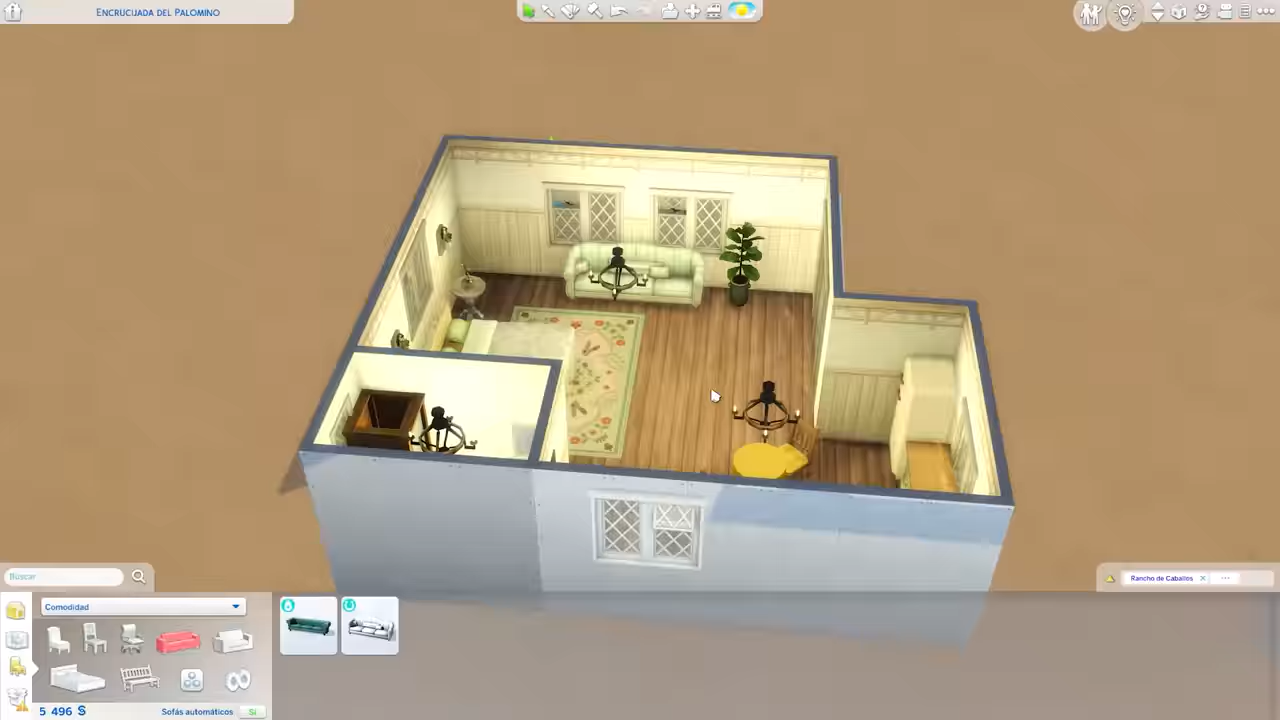 Encrucijada del Palomino
Buscar
Rancho de Caballos
Comodidad
5 496 $
Sofás automáticos
Sí